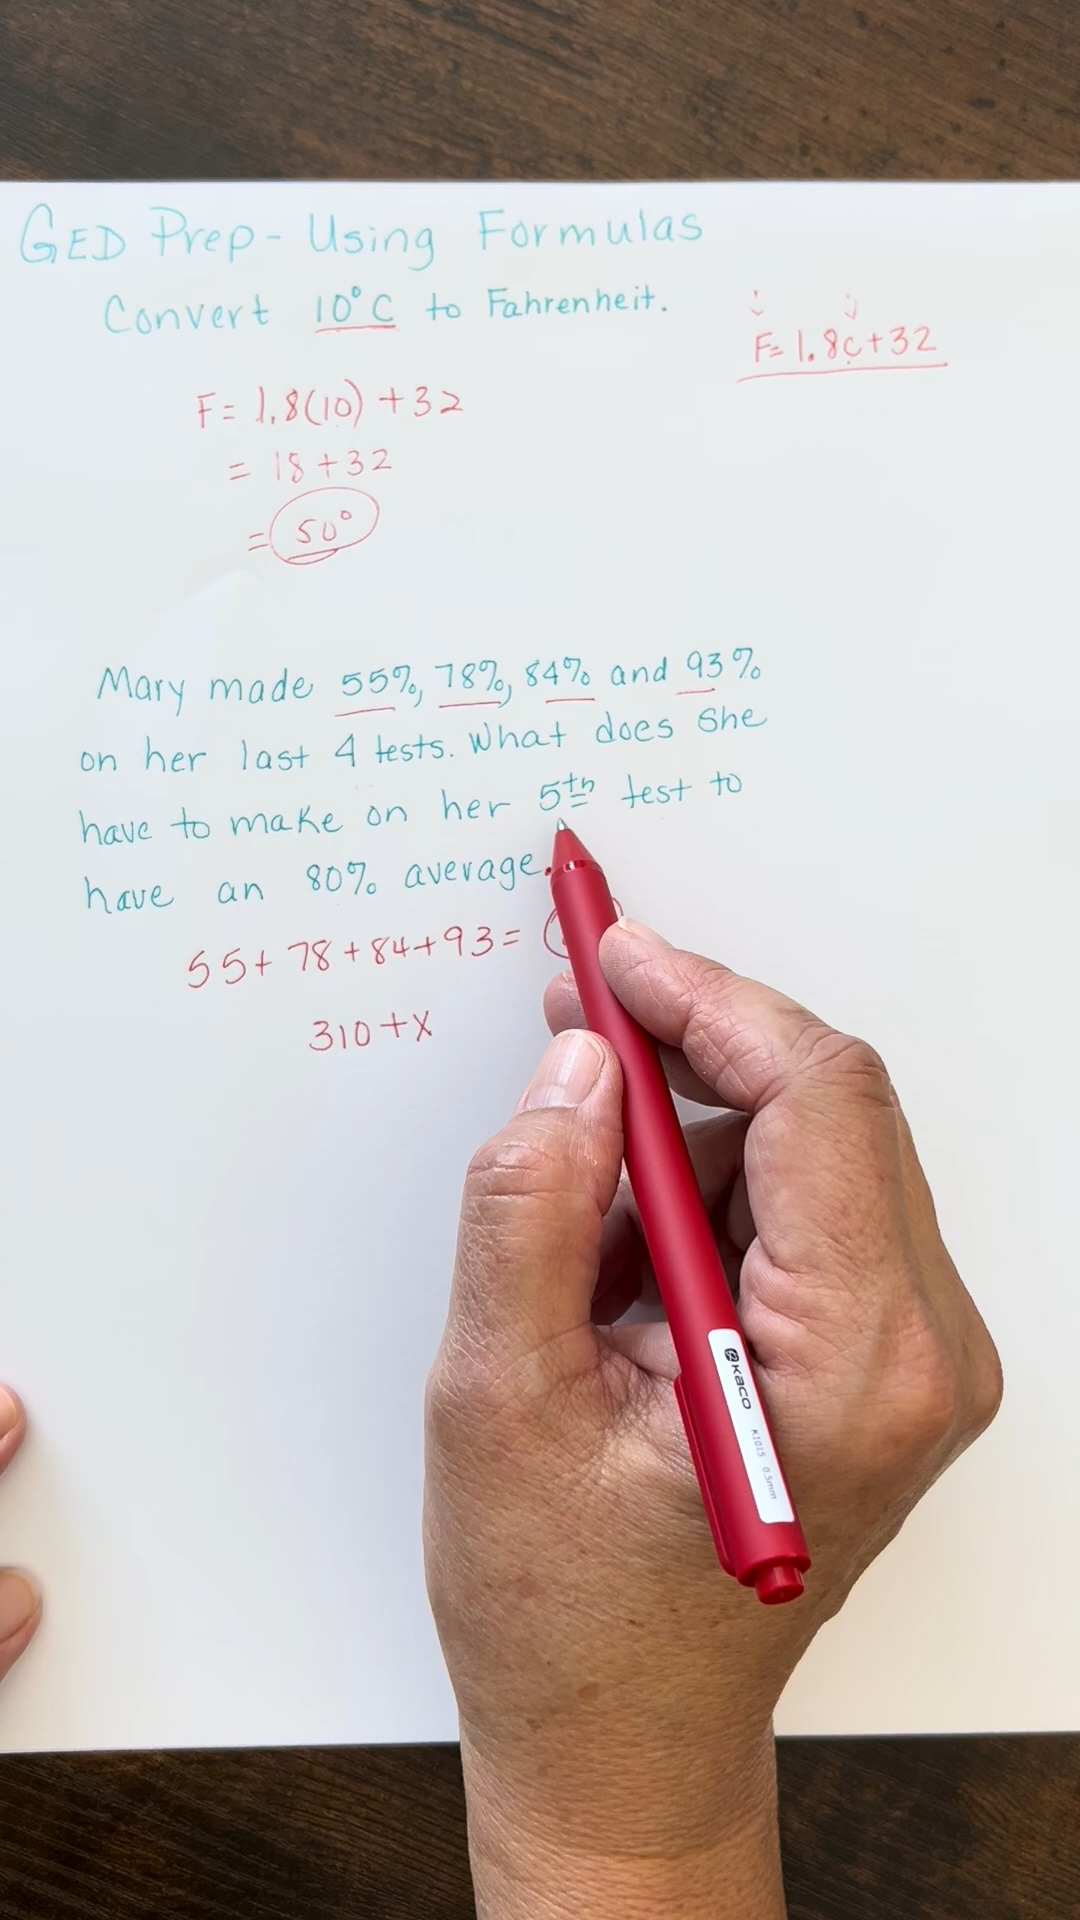 GED Prep - Using Formulas
Convert 10°C to Fahrenheit.
F = 1.8C + 32
F = 1.8(10) + 32
= 18 + 32
= 50°
Mary made 55%, 78%, 84% and 93%
on her last 4 tests. What does she
have to make on her 5th test to
have an 80% average.
55 + 78 + 84 + 93 =
310 + x
KACO K1015 0.5mm